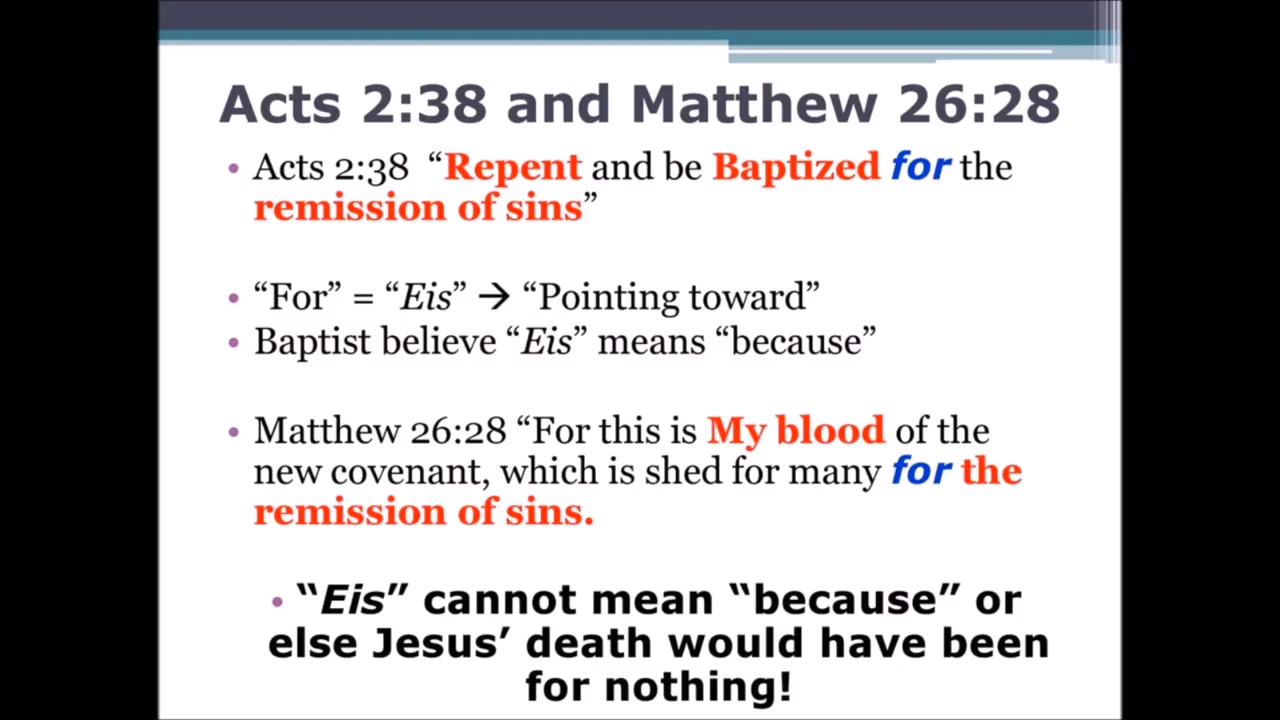 Acts 2:38 and Matthew 26:28
• Acts 2:38 “Repent and be Baptized for the
remission of sins”
• “For” = “Eis” → “Pointing toward”
• Baptist believe “Eis” means “because”
• Matthew 26:28 “For this is My blood of the
new covenant, which is shed for many for the
remission of sins.
• “Eis” cannot mean “because” or
else Jesus’ death would have been
for nothing!